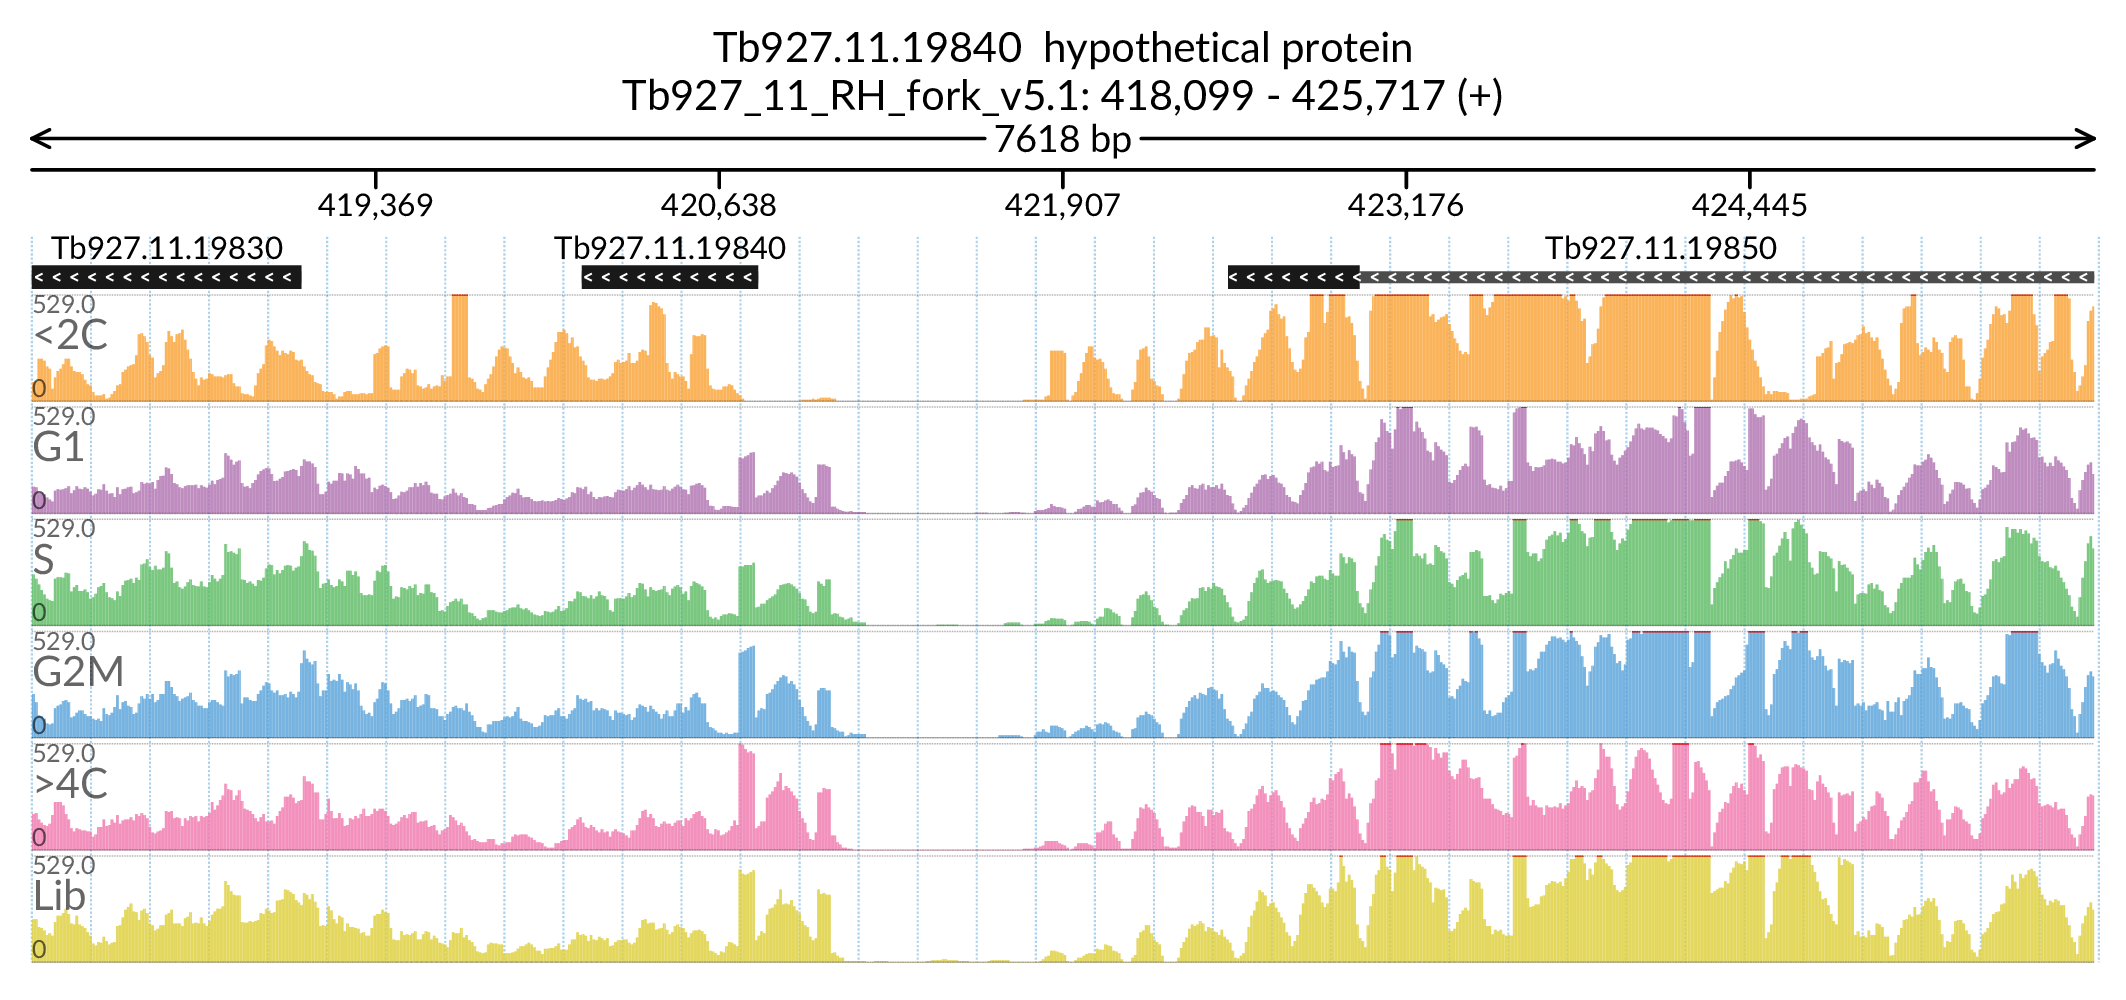 Tb927.11.19840  hypothetical protein
Tb927_11_RH_fork_v5.1: 418,099 - 425,717 (+)
7618 bp
419,369 420,638 421,907 423,176 424,445
Tb927.11.19830 Tb927.11.19840 Tb927.11.19850
529.0
<2C
0
529.0
G1
0
529.0
S
0
529.0
G2M
0
529.0
>4C
0
529.0
Lib
0